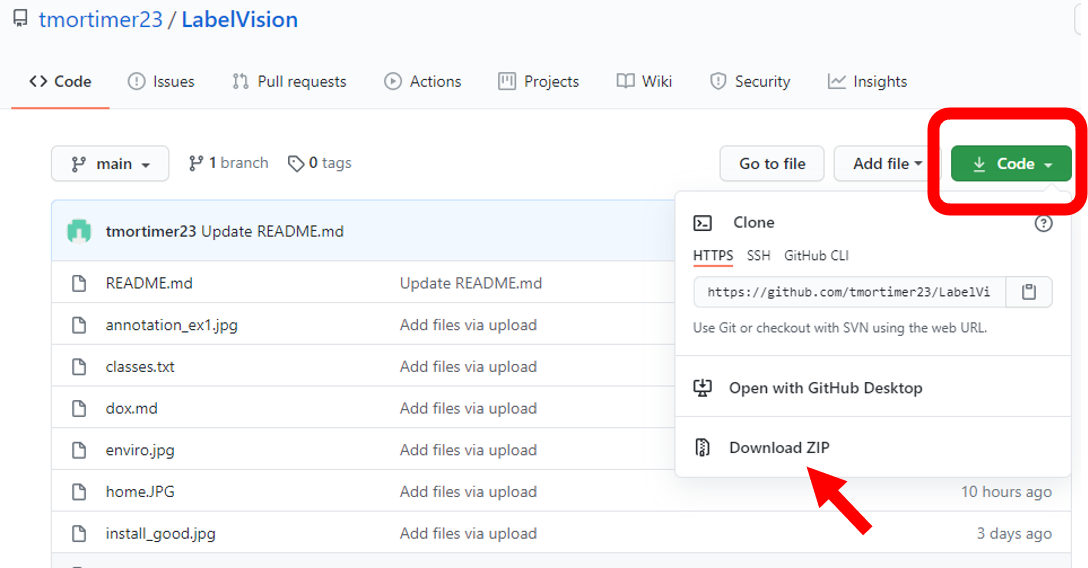 tmortimer23 / LabelVision
Code Issues Pull requests Actions Projects Wiki Security Insights
main 1 branch 0 tags Go to file Add file Code
tmortimer23 Update README.md
Clone
HTTPS SSH GitHub CLI
https://github.com/tmortimer23/LabelVi
Use Git or checkout with SVN using the web URL.
Open with GitHub Desktop
Download ZIP
README.md Update README.md
annotation_ex1.jpg Add files via upload
classes.txt Add files via upload
dox.md Add files via upload
enviro.jpg Add files via upload
home.JPG Add files via upload 10 hours ago
install_good.jpg Add files via upload 3 days ago